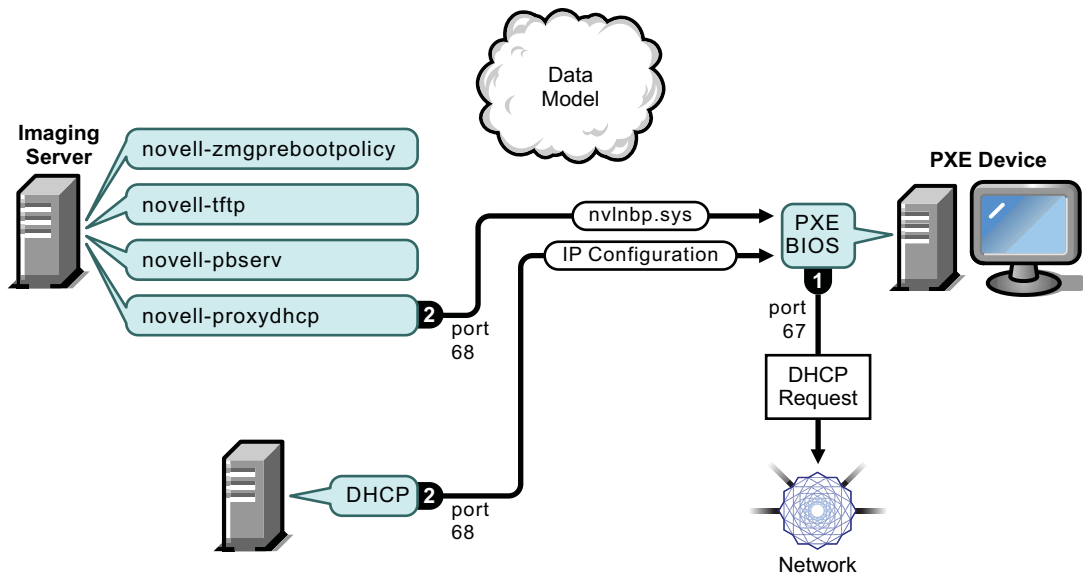 Data
Model
Imaging
Server
novell-zmgprebootpolicy
novell-tftp
novell-pbserv
novell-proxydhcp
2
port
68
nvlnbp.sys
IP Configuration
PXE
BIOS
PXE Device
1
port
67
DHCP
Request
Network
DHCP
2
port
68